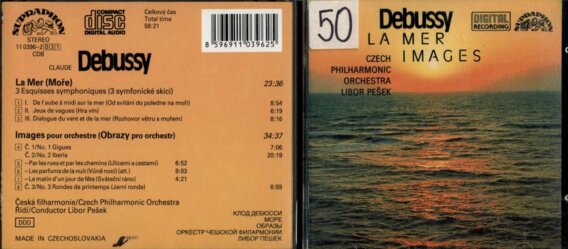 SUPRAPHON
STEREO
11 0396-2 031
CDB
COMPACT
disc
DIGITAL AUDIO
Celkový čas
Total time
58:21
8 596911 039625
CLAUDE Debussy
La Mer (Moře) 23:36
3 Esquisses symphoniques (3 symfonické skici)
1 I. De l'aube à midi sur la mer (Od svítání do poledne na moři) 8:54
2 II. Jeux de vagues (Hra vln) 6:19
3 III. Dialogue du vent et de la mer (Rozhovor větru s mořem) 8:16
Images pour orchestre (Obrazy pro orchestr) 34:37
4 Č. 1/No. 1 Gigues 7:06
Č. 2/No. 2 Iberia 20:19
5 –Par les rues et par les chemins (Ulicemi a cestami) 6:52
6 –Les parfums de la nuit (Vůně noci) (att.) 9:03
7 –Le matin d'un jour de fête (Sváteční ráno) 4:21
8 Č. 3/No. 3 Rondes de printemps (Jarní ronda) 6:59
Česká filharmonie/Czech Philharmonic Orchestra
Řídí/Conductor Libor Pešek
DDD
MADE IN CZECHOSLOVAKIA
КЛОД ДЕБЮССИ
МОРЕ
ОБРАЗЫ
ОРКЕСТР ЧЕШСКОЙ ФИЛАРМОНИИ
ЛИБОР ПЕШЕК
50
Debussy
LA MER
IMAGES
CZECH
PHILHARMONIC
ORCHESTRA
LIBOR PEŠEK
DIGITAL
RECORDING
SUPRAPHON